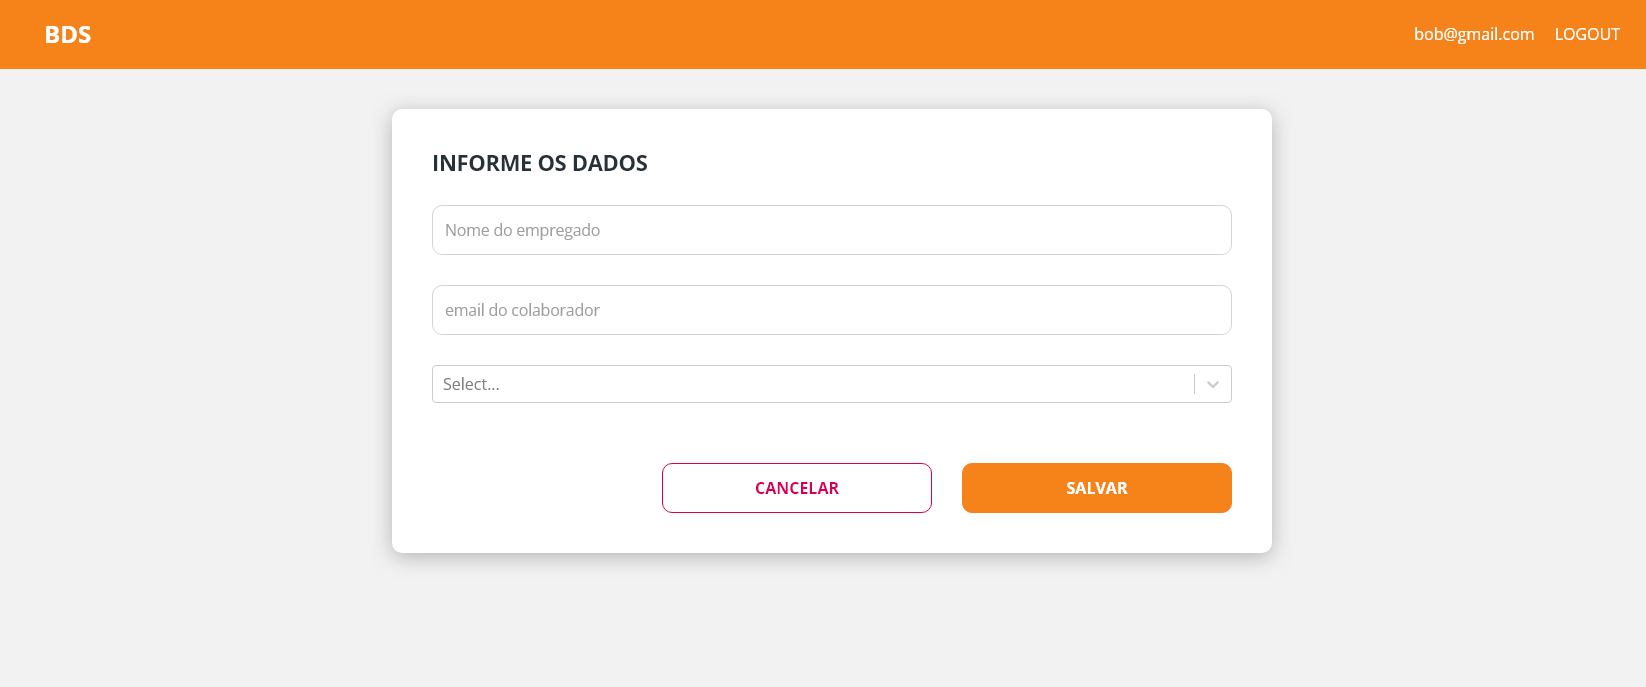 BDS
bob@gmail.com LOGOUT
INFORME OS DADOS
Nome do empregado
email do colaborador
Select...
CANCELAR
SALVAR